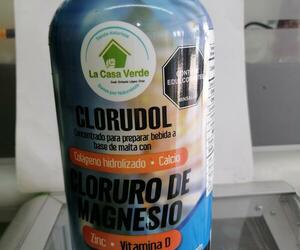 La Casa Verde
CLORUDOL
Concentrado para preparar bebida a
base de malta con
Colágeno hidrolizado • Calcio
CLORURO DE
MAGNESIO
Zinc • Vitamina D